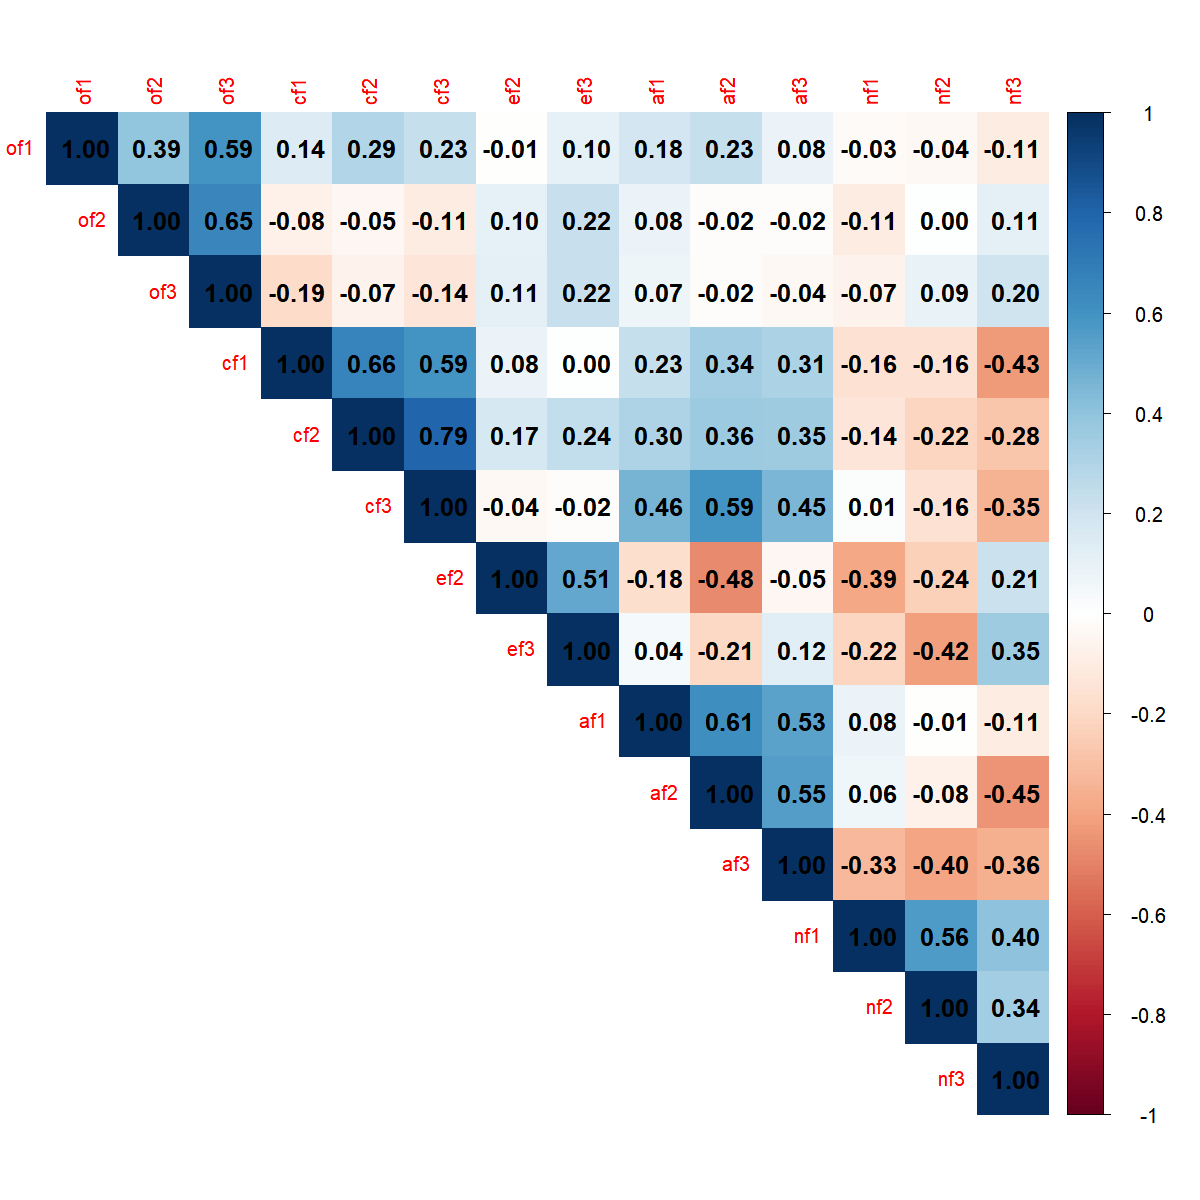 of1 of2 of3 cf1 cf2 cf3 ef2 ef3 af1 af2 af3 nf1 nf2 nf3
of1 1.00 0.39 0.59 0.14 0.29 0.23 -0.01 0.10 0.18 0.23 0.08 -0.03 -0.04 -0.11
of2 1.00 0.65 -0.08 -0.05 -0.11 0.10 0.22 0.08 -0.02 -0.02 -0.11 0.00 0.11
of3 1.00 -0.19 -0.07 -0.14 0.11 0.22 0.07 -0.02 -0.04 -0.07 0.09 0.20
cf1 1.00 0.66 0.59 0.08 0.00 0.23 0.34 0.31 -0.16 -0.16 -0.43
cf2 1.00 0.79 0.17 0.24 0.30 0.36 0.35 -0.14 -0.22 -0.28
cf3 1.00 -0.04 -0.02 0.46 0.59 0.45 0.01 -0.16 -0.35
ef2 1.00 0.51 -0.18 -0.48 -0.05 -0.39 -0.24 0.21
ef3 1.00 0.04 -0.21 0.12 -0.22 -0.42 0.35
af1 1.00 0.61 0.53 0.08 -0.01 -0.11
af2 1.00 0.55 0.06 -0.08 -0.45
af3 1.00 -0.33 -0.40 -0.36
nf1 1.00 0.56 0.40
nf2 1.00 0.34
nf3 1.00
1
0.8
0.6
0.4
0.2
0
-0.2
-0.4
-0.6
-0.8
-1